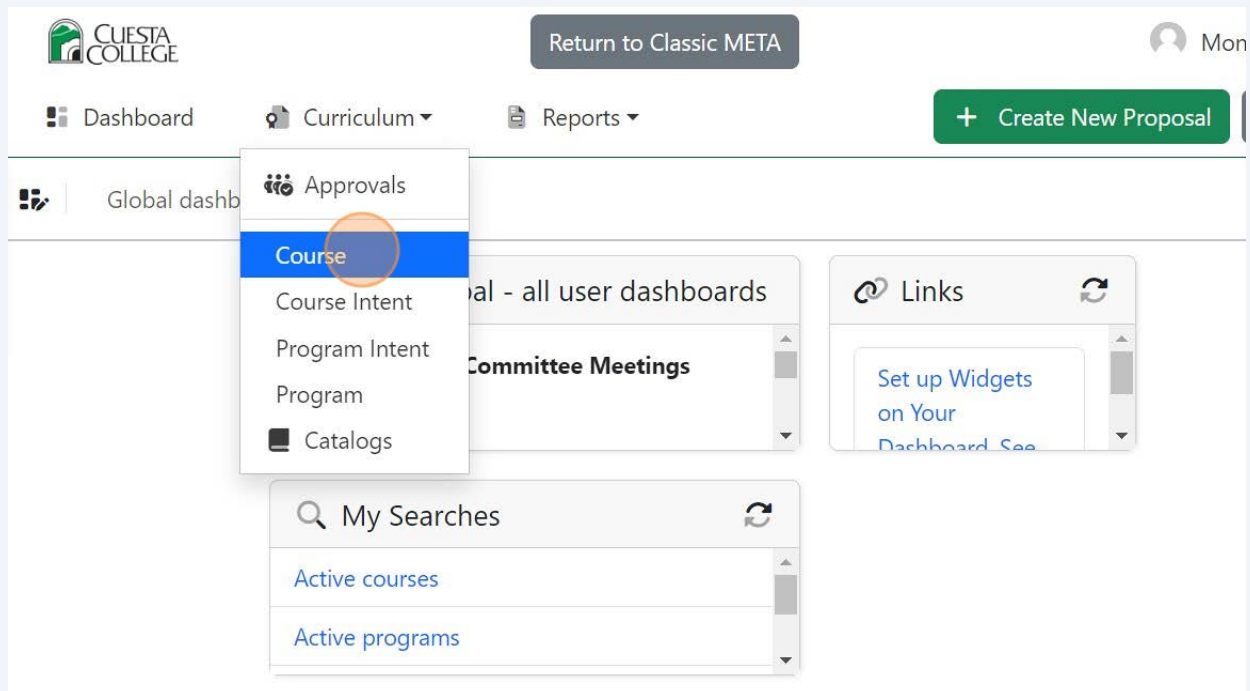 CUESTA
COLLEGE
Return to Classic META
Mon
Dashboard
Curriculum
Reports
+ Create New Proposal
Global dashb
Approvals
Course
Course Intent
Program Intent
Program
Catalogs
al - all user dashboards
Committee Meetings
Links
Set up Widgets
on Your
Dashboard. See
My Searches
Active courses
Active programs